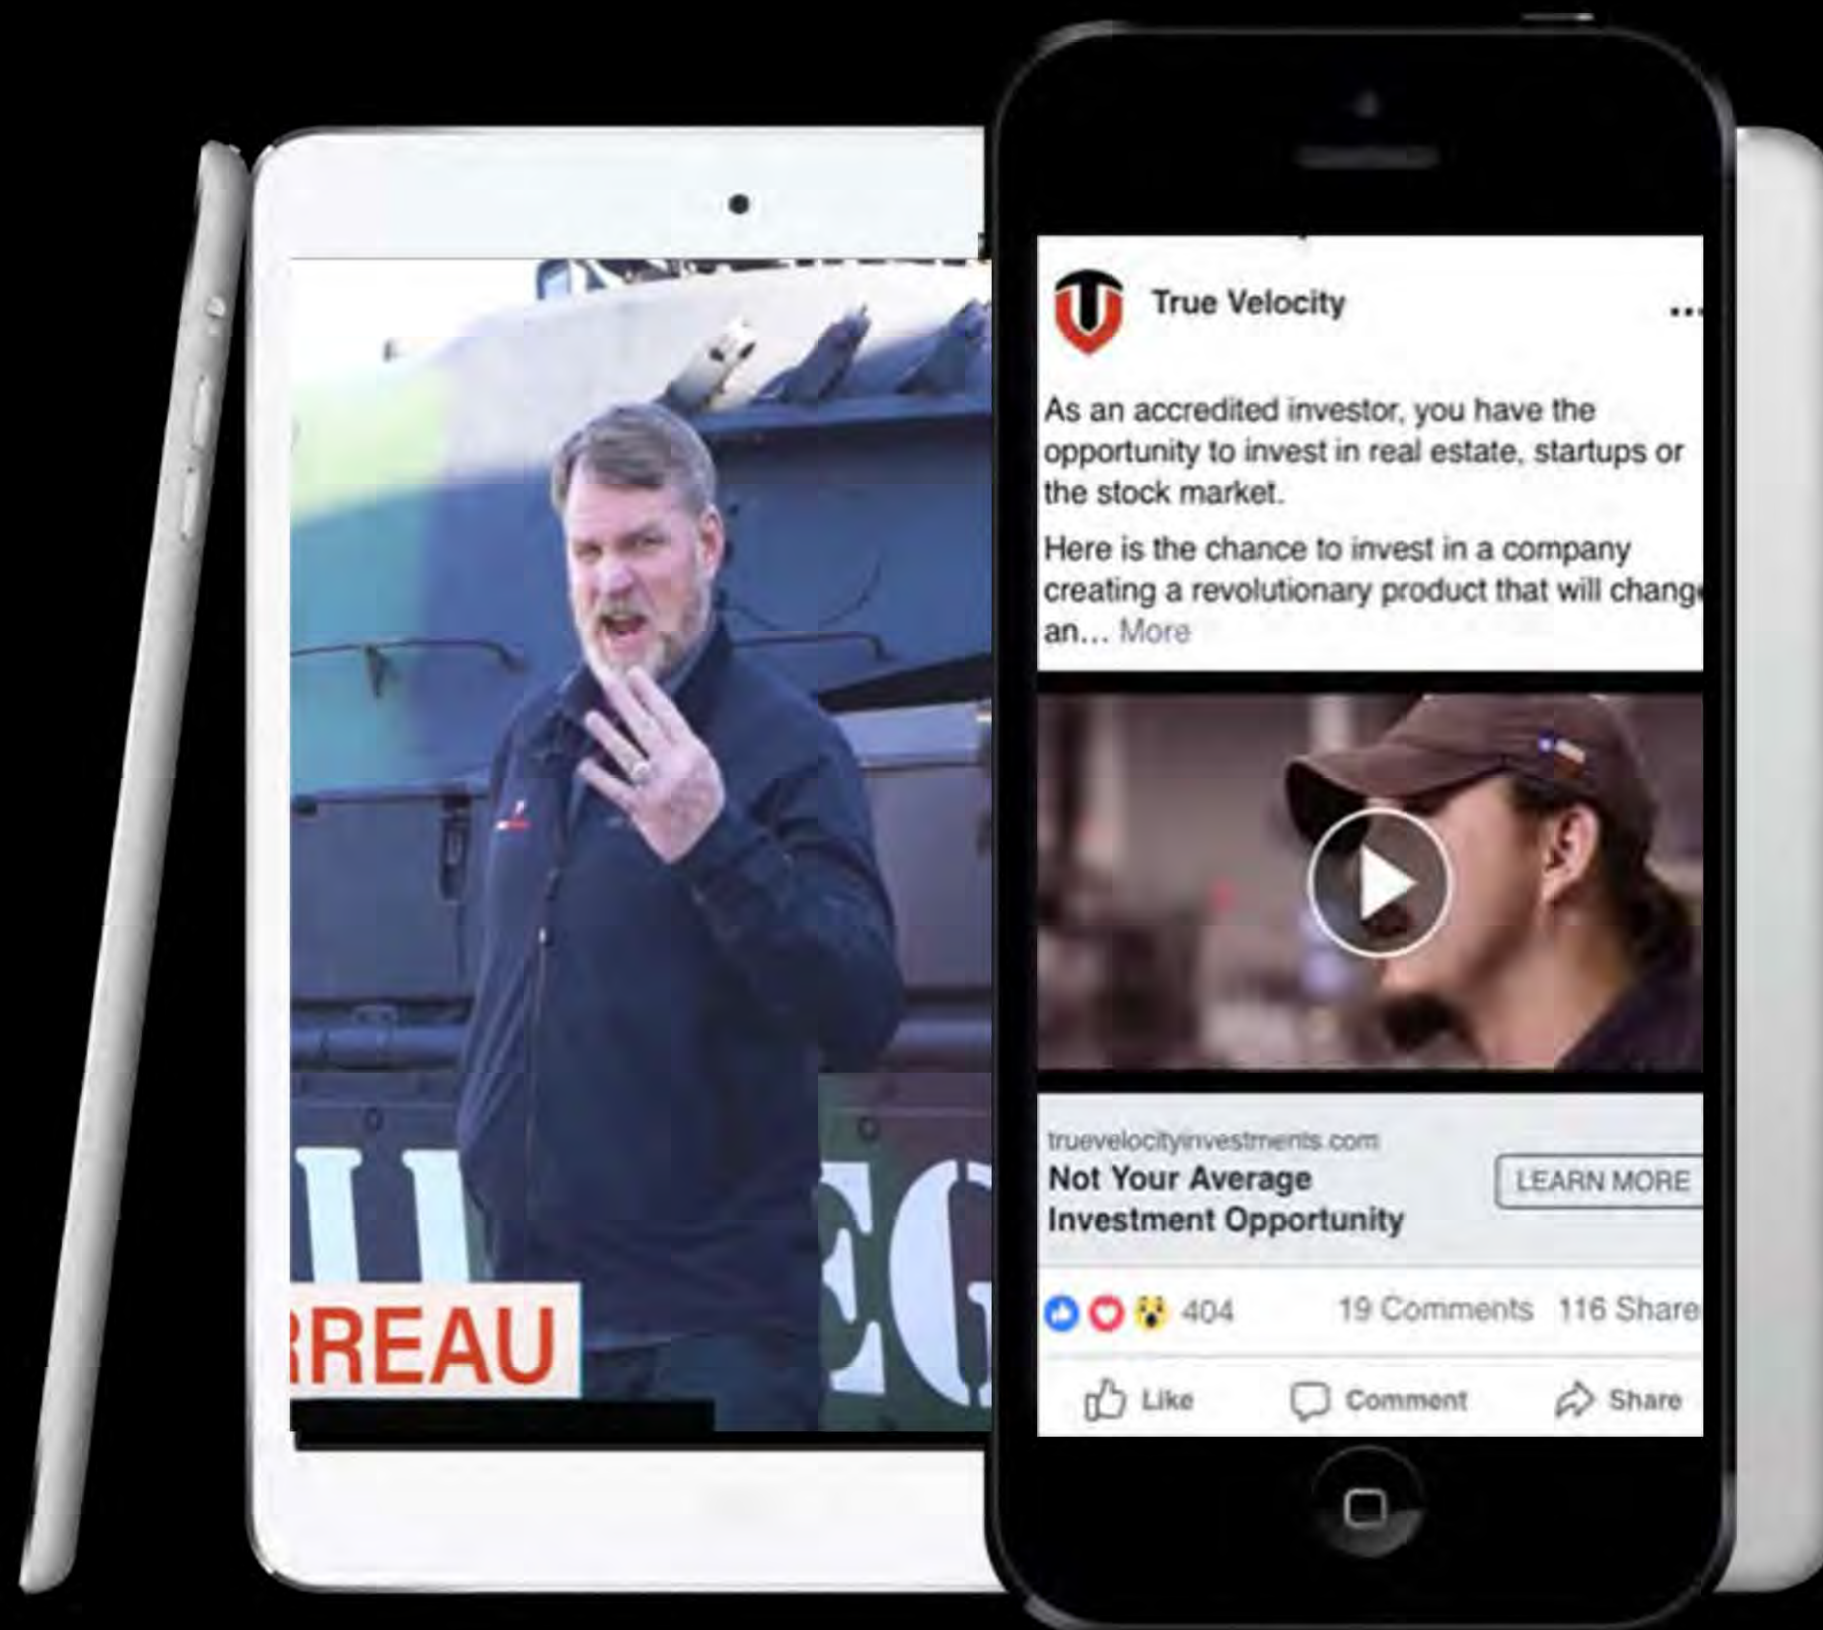 True Velocity
...
As an accredited investor, you have the
opportunity to invest in real estate, startups or
the stock market.
Here is the chance to invest in a company
creating a revolutionary product that will chang
an... More
truevelocityinvestments.com
Not Your Average
Investment Opportunity
LEARN MORE
404 19 Comments 116 Share
Like Comment Share
RREAU
EG